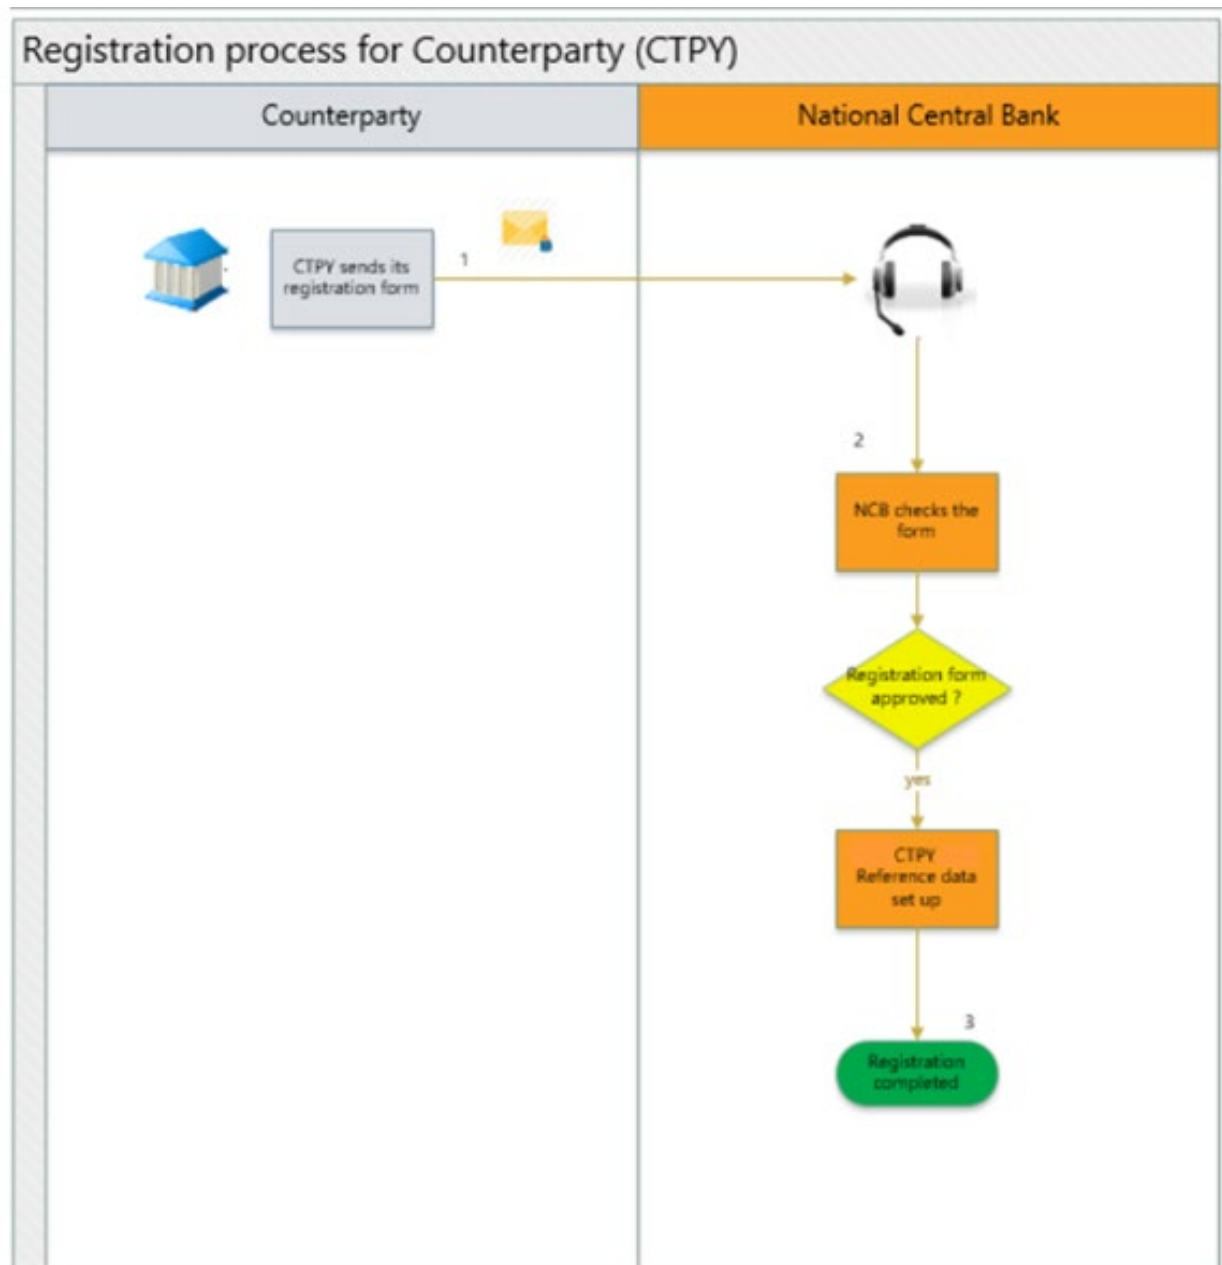 Registration process for Counterparty (CTPY)
Counterparty
National Central Bank
CTPY sends its
registration form
1
2
NCB checks the
form
Registration form
approved ?
yes
CTPY
Reference data
set up
3
Registration
completed